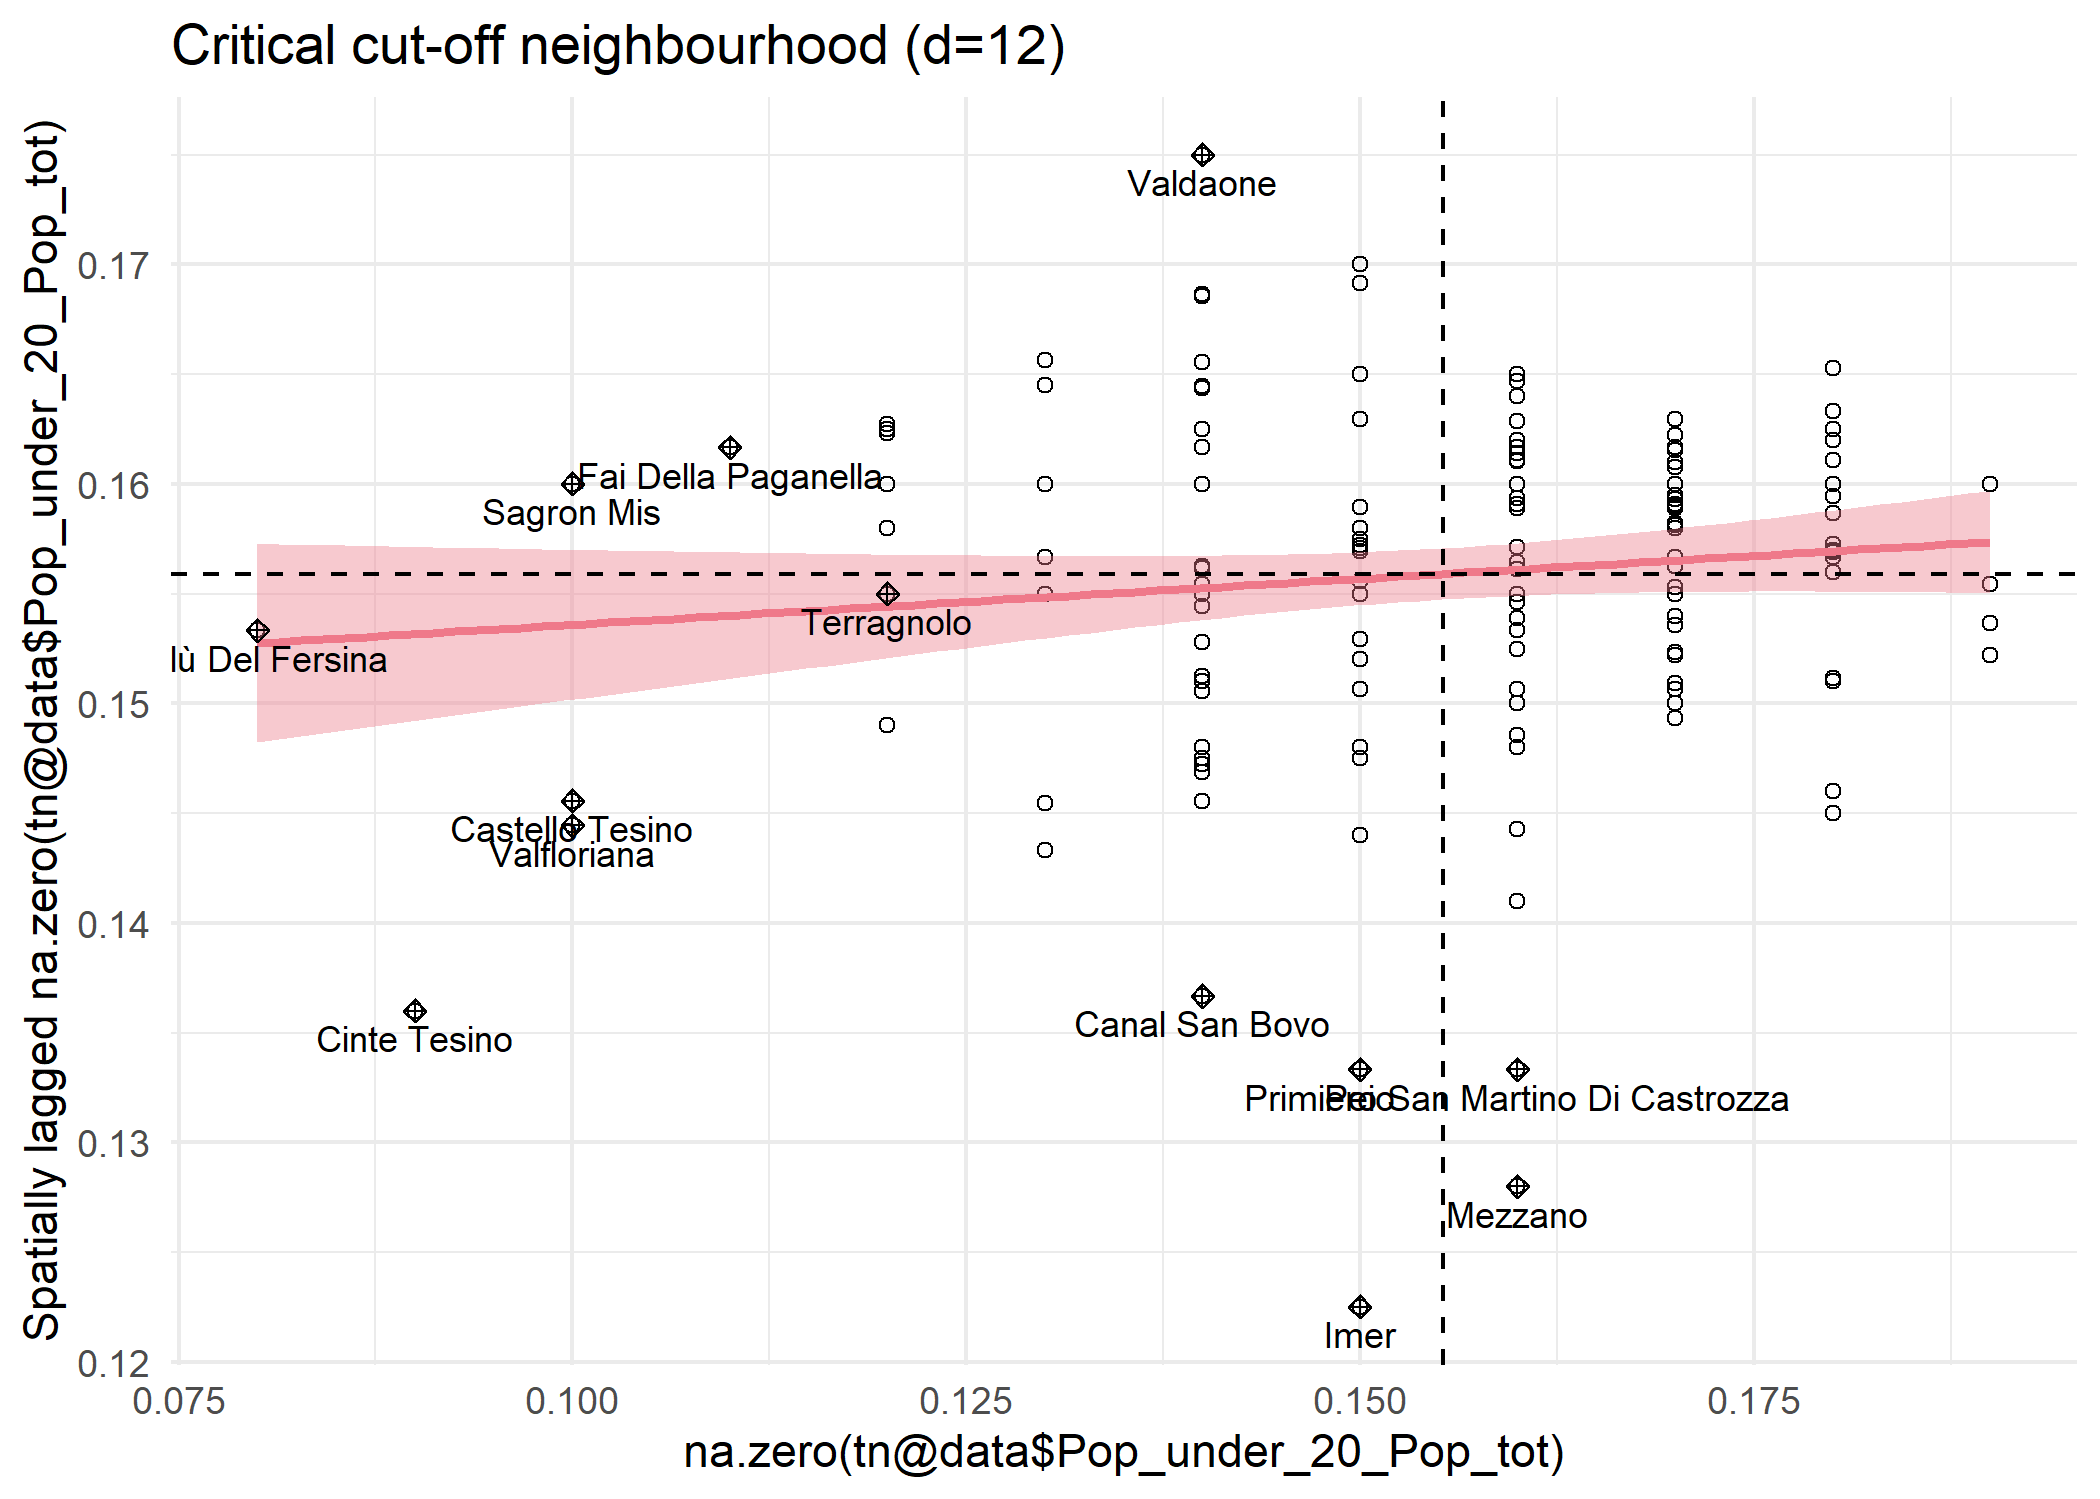 Critical cut-off neighbourhood (d=12)
Spatially lagged na.zero(tn@data$Pop_under_20_Pop_tot)
0.17
0.16
0.15
0.14
0.13
0.12
Valdaone
Fai Della Paganella
Sagron Mis
Terragnolo
lù Del Fersina
Castello Tesino
Valfloriana
Cinte Tesino
Canal San Bovo
Primiero San Martino Di Castrozza
Mezzano
Imer
0.075
0.100
0.125
0.150
0.175
na.zero(tn@data$Pop_under_20_Pop_tot)